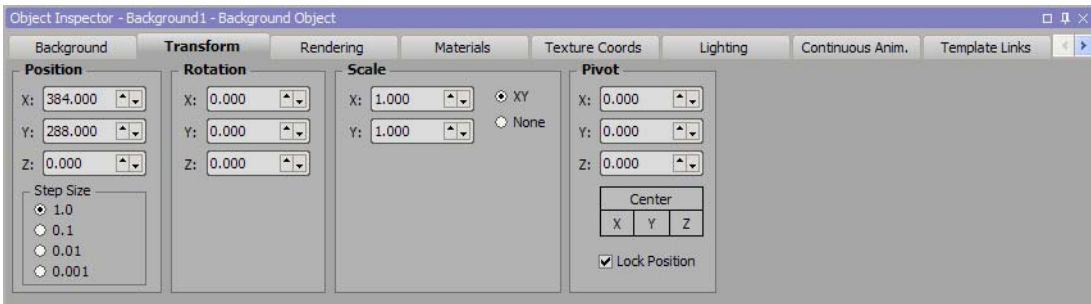 Object Inspector - Background1 - Background Object
Background Transform Rendering Materials Texture Coords Lighting Continuous Anim. Template Links
Position Rotation Scale Pivot
X: 384.000 X: 0.000 X: 1.000 XY X: 0.000
Y: 288.000 Y: 0.000 Y: 1.000 None Y: 0.000
Z: 0.000 Z: 0.000 Z: 0.000
Step Size
1.0
0.1
0.01
0.001
Center
X Y Z
Lock Position